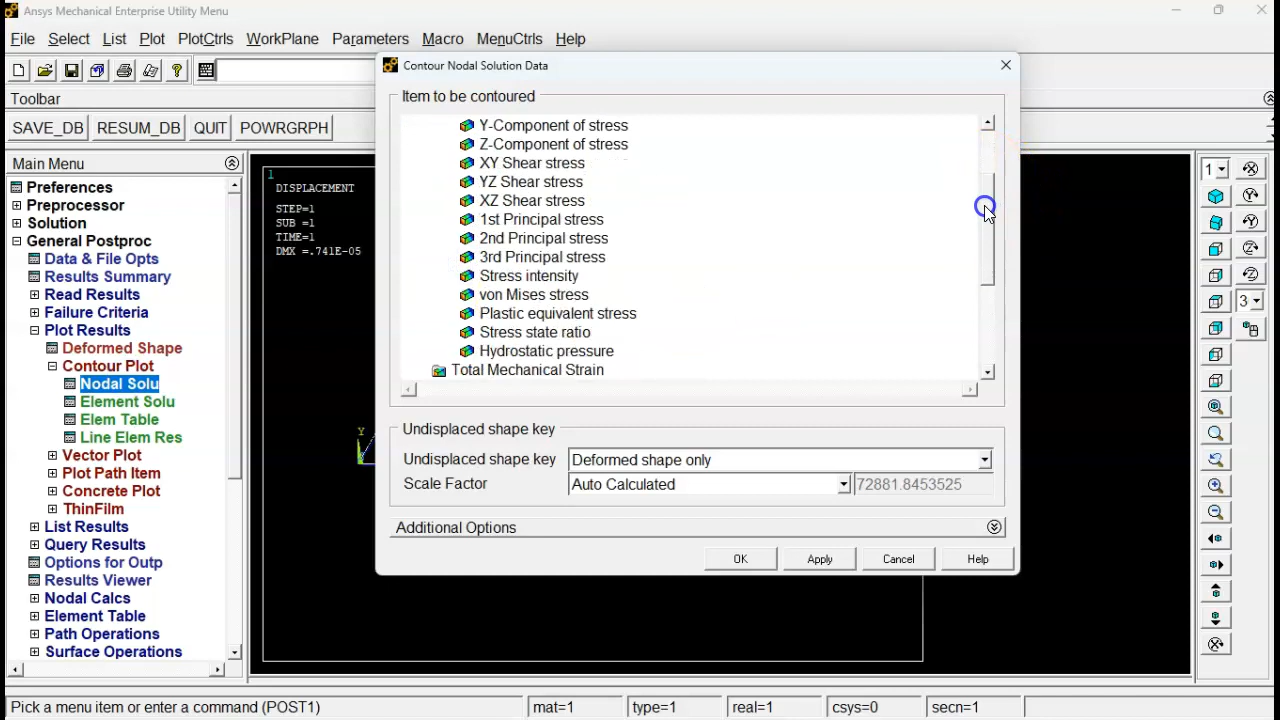 Ansys Mechanical Enterprise Utility Menu
File Select List Plot PlotCtrls WorkPlane Parameters Macro MenuCtrls Help
Toolbar
SAVE_DB RESUM_DB QUIT POWRGRPH
Main Menu
Preferences
Preprocessor
Solution
General Postproc
Data & File Opts
Results Summary
Read Results
Failure Criteria
Plot Results
Deformed Shape
Contour Plot
Nodal Solu
Element Solu
Elem Table
Line Elem Res
Vector Plot
Plot Path Item
Concrete Plot
ThinFilm
List Results
Query Results
Options for Outp
Results Viewer
Nodal Calcs
Element Table
Path Operations
Surface Operations
1
DISPLACEMENT
STEP=1
SUB =1
TIME=1
DMX =.741E-05
Y
Contour Nodal Solution Data
Item to be contoured
Y-Component of stress
Z-Component of stress
XY Shear stress
YZ Shear stress
XZ Shear stress
1st Principal stress
2nd Principal stress
3rd Principal stress
Stress intensity
von Mises stress
Plastic equivalent stress
Stress state ratio
Hydrostatic pressure
Total Mechanical Strain
Undisplaced shape key
Undisplaced shape key Deformed shape only
Scale Factor Auto Calculated 72881.8453525
Additional Options
OK Apply Cancel Help
1
3
Pick a menu item or enter a command (POST1) mat=1 type=1 real=1 csys=0 secn=1